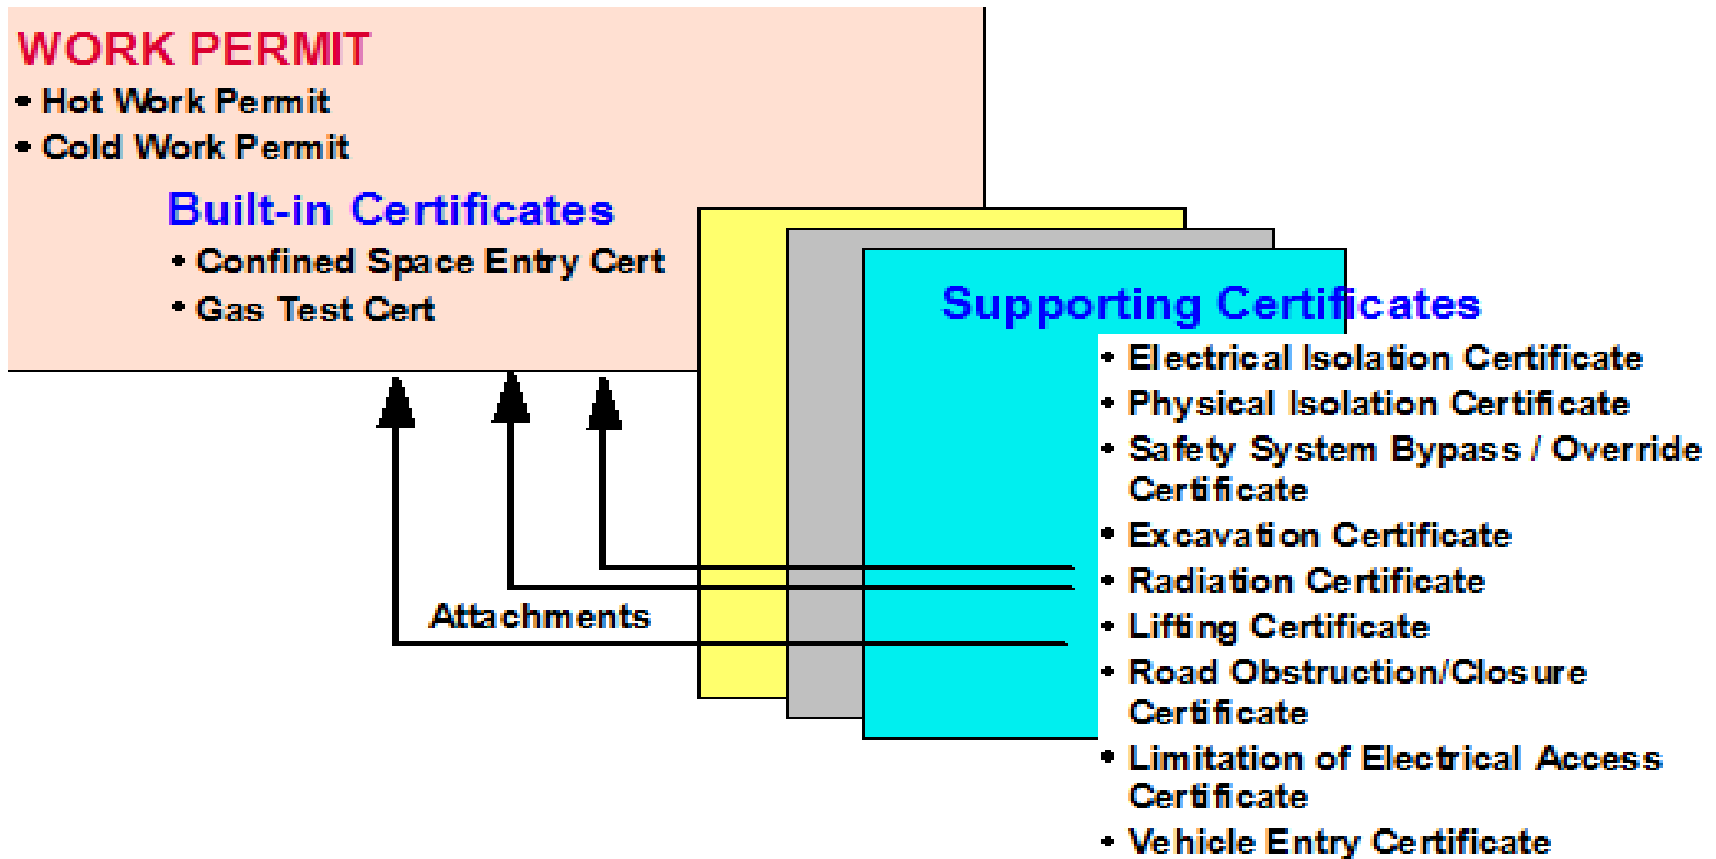 WORK PERMIT
• Hot Work Permit
• Cold Work Permit
Built-in Certificates
• Confined Space Entry Cert
• Gas Test Cert
Supporting Certificates
• Electrical Isolation Certificate
• Physical Isolation Certificate
• Safety System Bypass / Override
Certificate
• Excavation Certificate
• Radiation Certificate
• Lifting Certificate
• Road Obstruction/Closure
Certificate
• Limitation of Electrical Access
Certificate
• Vehicle Entry Certificate
Attachments